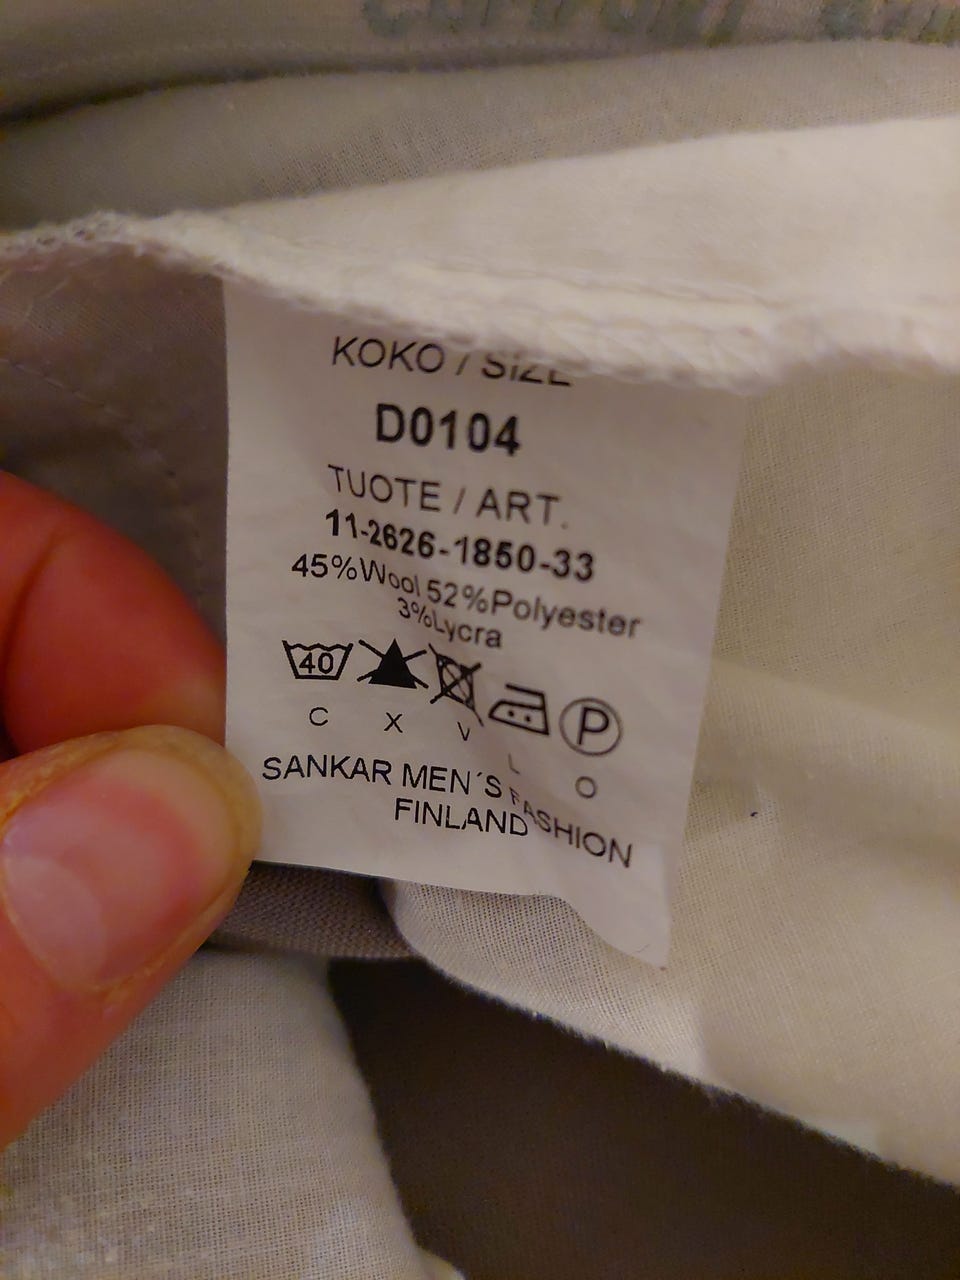 KOKO / SIZE
D0104
TUOTE / ART.
11-2626-1850-33
45%Wool 52%Polyester
3%Lycra
40 P
C X V L O
SANKAR MEN´S FASHION
FINLAND